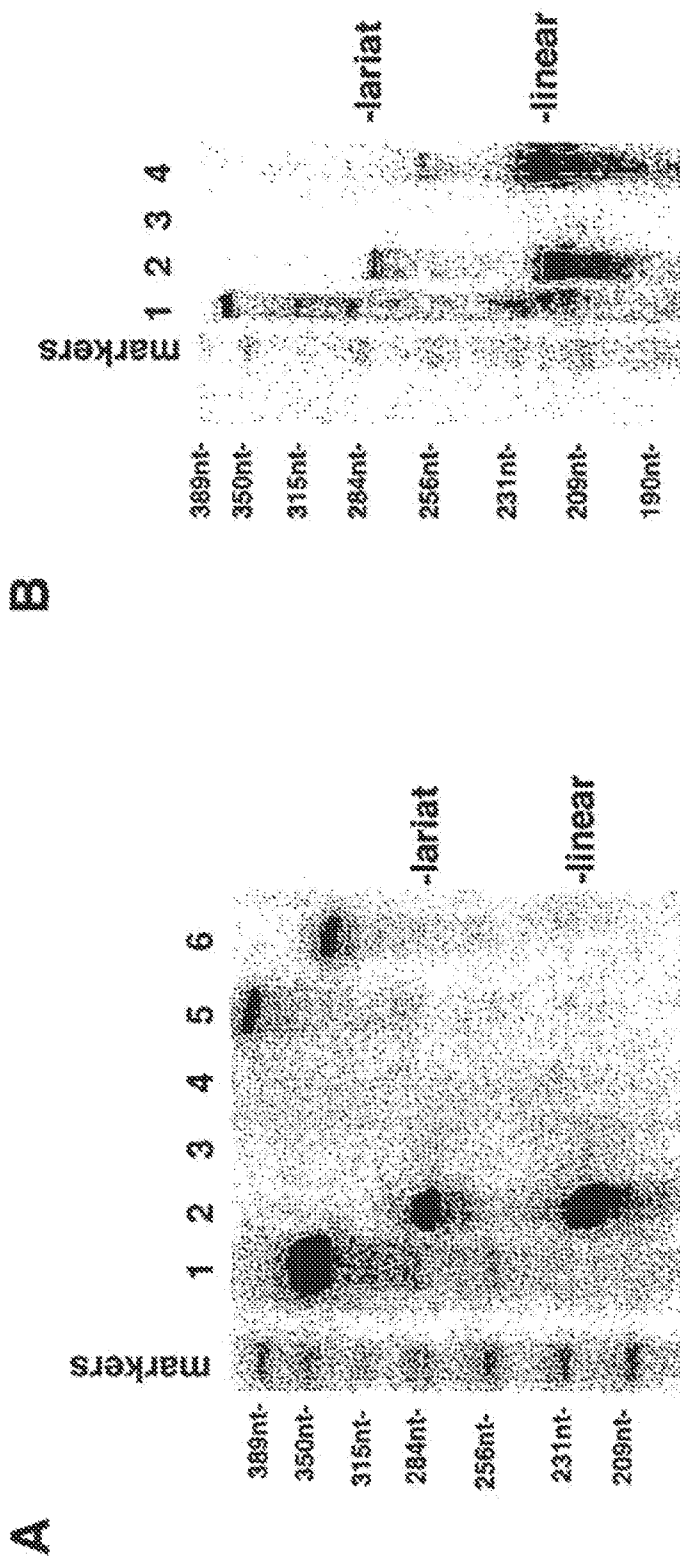 A
markers 1 2 3 4 5 6
389nt-
350nt-
315nt-
284nt-
256nt-
231nt-
209nt-
-lariat
-linear
B
markers 1 2 3 4
389nt-
350nt-
315nt-
284nt-
256nt-
231nt-
209nt-
190nt-
-lariat
-linear